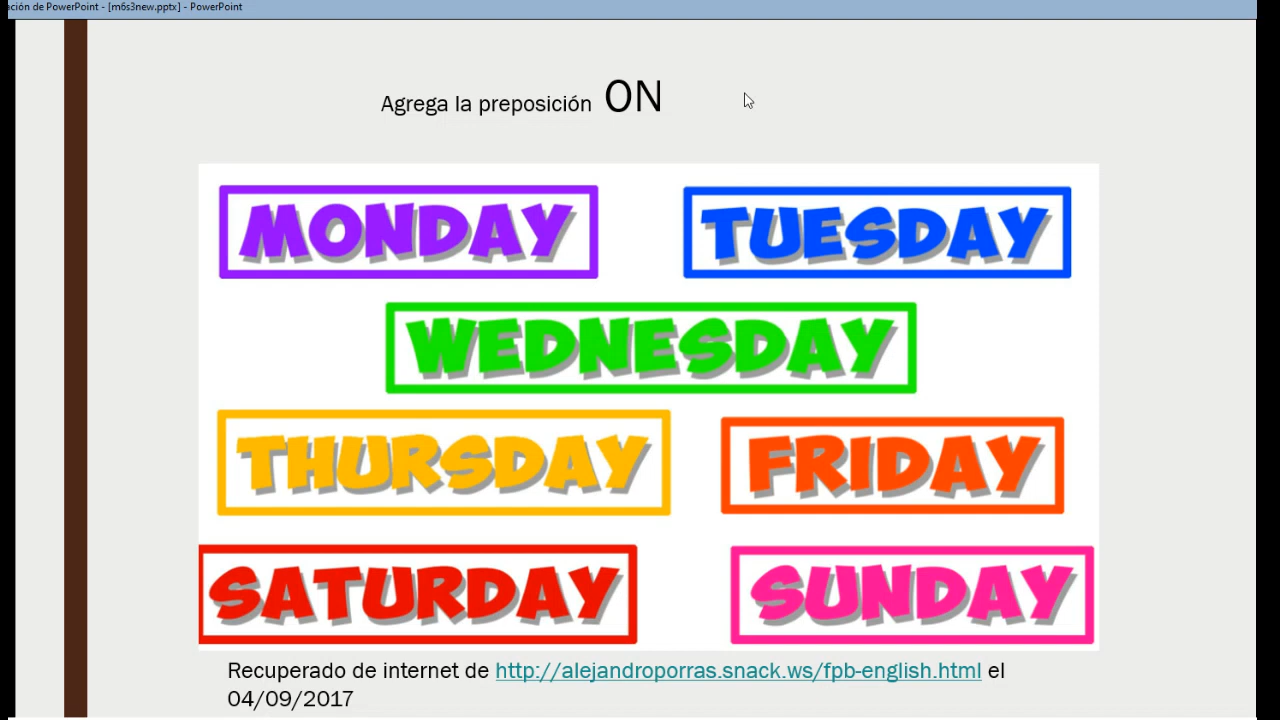 ción de PowerPoint - [m6s3new.pptx] - PowerPoint
Agrega la preposición ON
MONDAY TUESDAY
WEDNESDAY
THURSDAY FRIDAY
SATURDAY SUNDAY
Recuperado de internet de http://alejandroporras.snack.ws/fpb-english.html el
04/09/2017